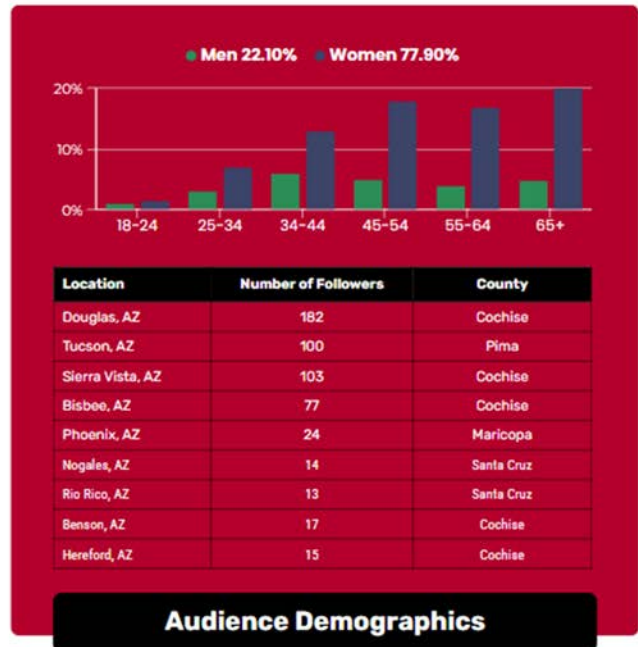 Men 22.10% Women 77.90%
20%
10%
0%
18-24 25-34 34-44 45-54 55-64 65+
Location Number of Followers County
Douglas, AZ 182 Cochise
Tucson, AZ 100 Pima
Sierra Vista, AZ 103 Cochise
Bisbee, AZ 77 Cochise
Phoenix, AZ 24 Maricopa
Nogales, AZ 14 Santa Cruz
Rio Rico, AZ 13 Santa Cruz
Benson, AZ 17 Cochise
Hereford, AZ 15 Cochise
Audience Demographics